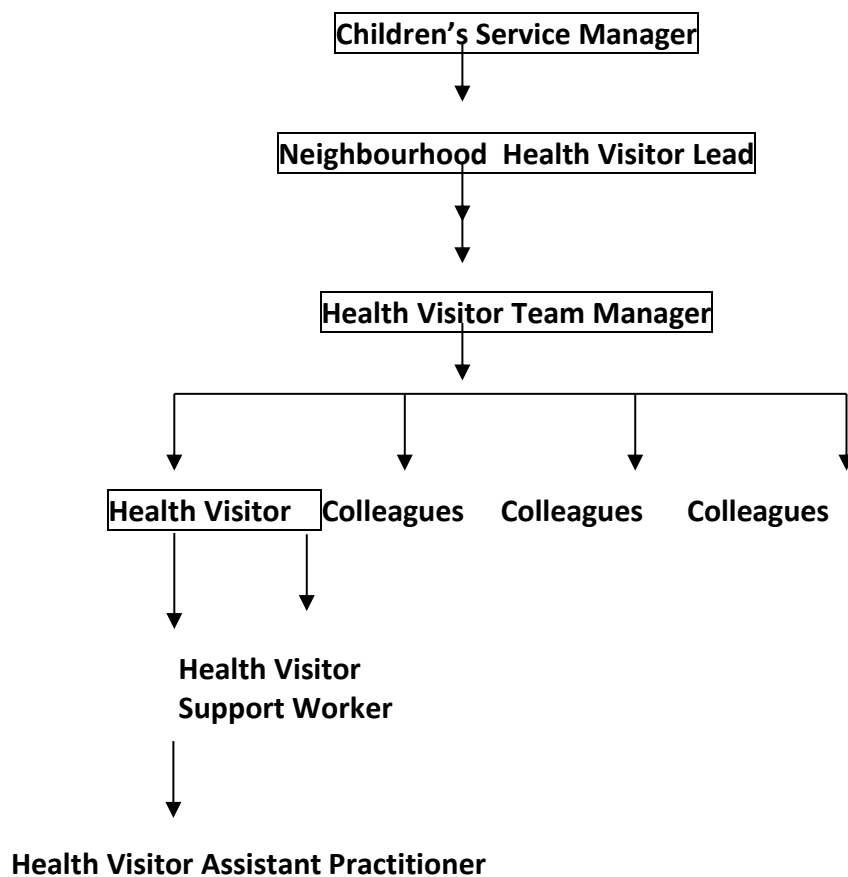 Children’s Service Manager
Neighbourhood  Health Visitor Lead
Health Visitor Team Manager
Health Visitor Colleagues Colleagues Colleagues
Health Visitor
Support Worker
Health Visitor Assistant Practitioner